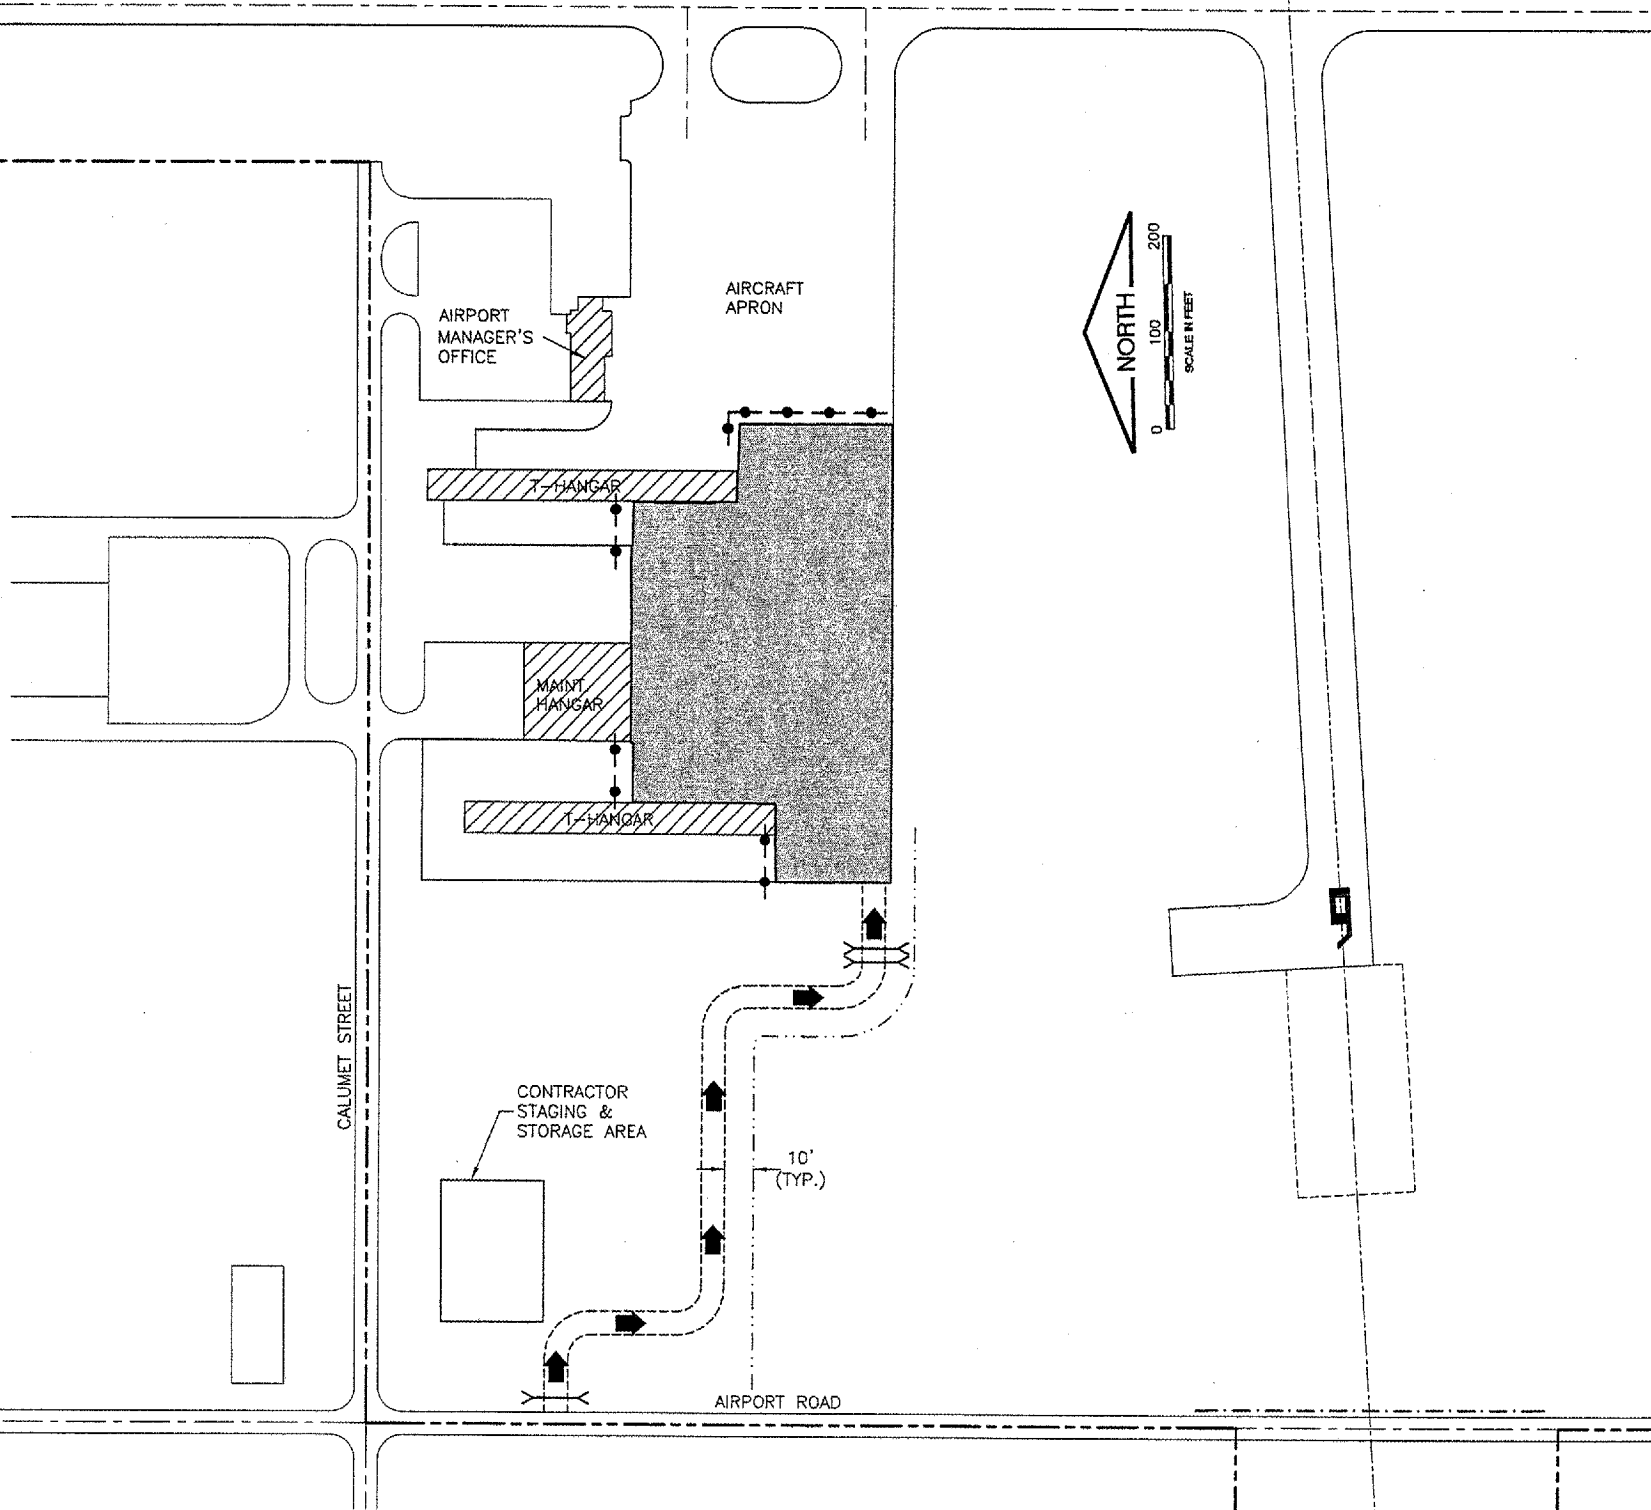 AIRCRAFT
APRON
AIRPORT
MANAGER'S
OFFICE
NORTH
0 100 200
SCALE IN FEET
T-HANGAR
MAINT.
HANGAR
T-HANGAR
CALUMET STREET
CONTRACTOR
STAGING &
STORAGE AREA
10'
(TYP.)
AIRPORT ROAD